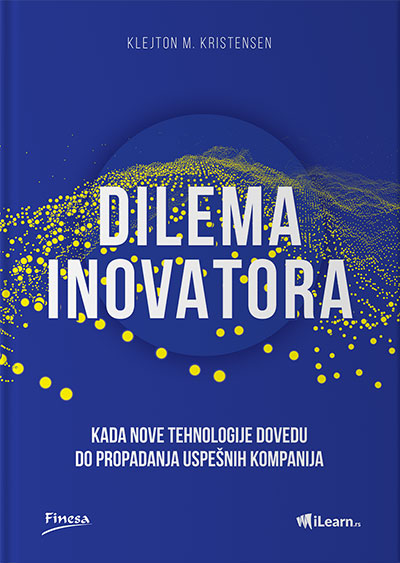 KLEJTON M. KRISTENSEN
DILEMA
INOVATORA
KADA NOVE TEHNOLOGIJE DOVEDU
DO PROPADANJA USPEŠNIH KOMPANIJA
Finesa
iLearn.rs